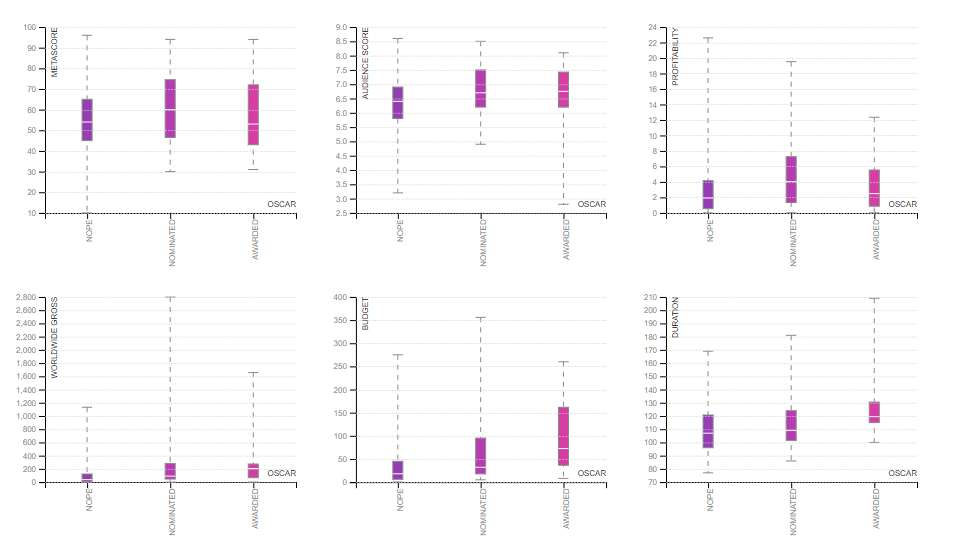 METASCORE
100
90
80
70
60
50
40
30
20
10
OSCAR
NOPE
NOMINATED
AWARDED
AUDIENCE SCORE
9.0
8.5
8.0
7.5
7.0
6.5
6.0
5.5
5.0
4.5
4.0
3.5
3.0
2.5
OSCAR
NOPE
NOMINATED
AWARDED
PROFITABILITY
24
22
20
18
16
14
12
10
8
6
4
2
0
OSCAR
NOPE
NOMINATED
AWARDED
WORLDWIDE GROSS
2,800
2,600
2,400
2,200
2,000
1,800
1,600
1,400
1,200
1,000
800
600
400
200
0
OSCAR
NOPE
NOMINATED
AWARDED
BUDGET
400
350
300
250
200
150
100
50
0
OSCAR
NOPE
NOMINATED
AWARDED
DURATION
210
200
190
180
170
160
150
140
130
120
110
100
90
80
70
OSCAR
NOPE
NOMINATED
AWARDED